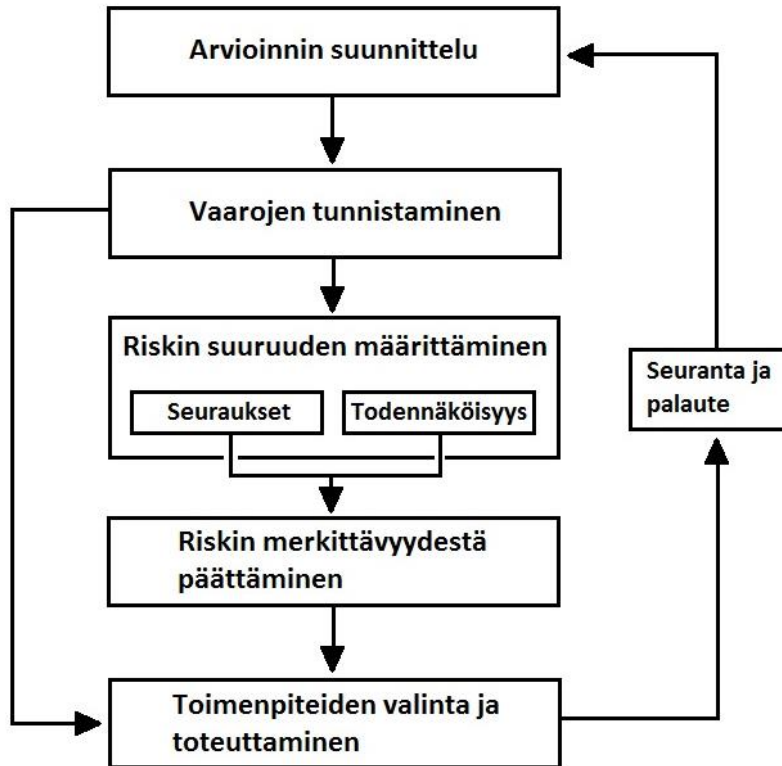 Arvioinnin suunnittelu
Vaarojen tunnistaminen
Riskin suuruuden määrittäminen
Seuraukset
Todennäköisyys
Seuranta ja
palaute
Riskin merkittävyydestä
päättäminen
Toimenpiteiden valinta ja
toteuttaminen